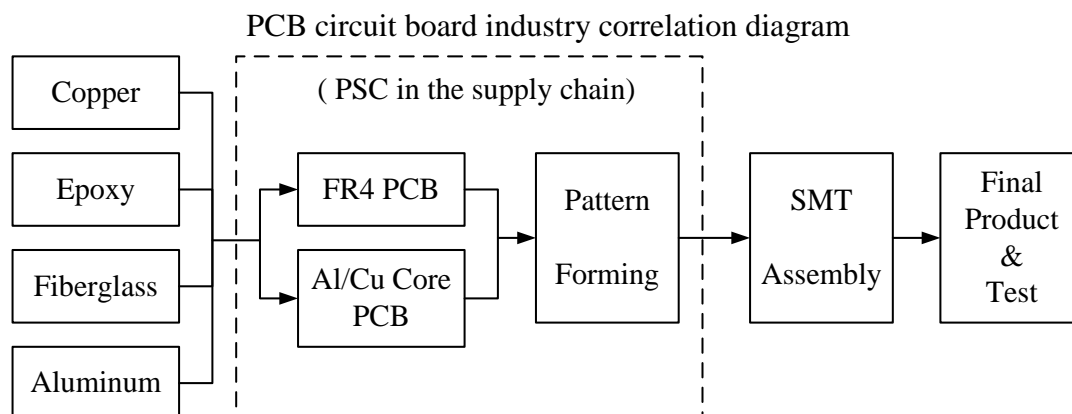 PCB circuit board industry correlation diagram
( PSC in the supply chain)
Copper
Epoxy
Fiberglass
Aluminum
FR4 PCB
Al/Cu Core
PCB
Pattern
Forming
SMT
Assembly
Final
Product
&
Test